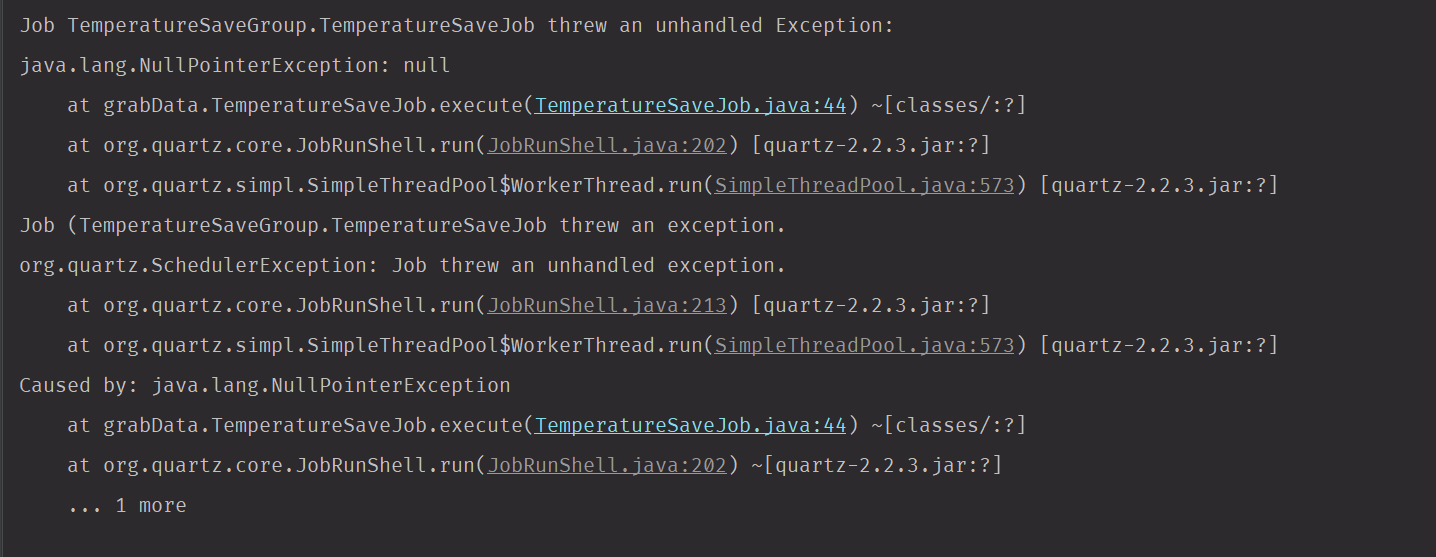 Job TemperatureSaveGroup.TemperatureSaveJob threw an unhandled Exception:
java.lang.NullPointerException: null
    at grabData.TemperatureSaveJob.execute(TemperatureSaveJob.java:44) ~[classes/:?]
    at org.quartz.core.JobRunShell.run(JobRunShell.java:202) [quartz-2.2.3.jar:?]
    at org.quartz.simpl.SimpleThreadPool$WorkerThread.run(SimpleThreadPool.java:573) [quartz-2.2.3.jar:?]
Job (TemperatureSaveGroup.TemperatureSaveJob threw an exception.
org.quartz.SchedulerException: Job threw an unhandled exception.
    at org.quartz.core.JobRunShell.run(JobRunShell.java:213) [quartz-2.2.3.jar:?]
    at org.quartz.simpl.SimpleThreadPool$WorkerThread.run(SimpleThreadPool.java:573) [quartz-2.2.3.jar:?]
Caused by: java.lang.NullPointerException
    at grabData.TemperatureSaveJob.execute(TemperatureSaveJob.java:44) ~[classes/:?]
    at org.quartz.core.JobRunShell.run(JobRunShell.java:202) ~[quartz-2.2.3.jar:?]
    ... 1 more